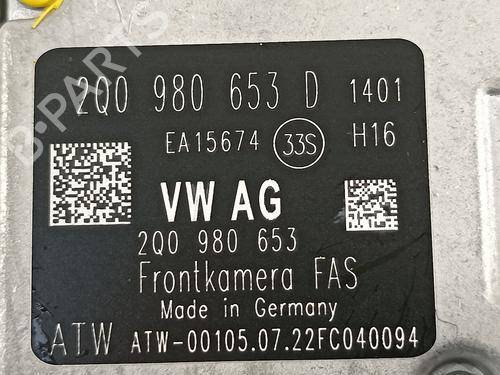 2Q0 980 653 D 1401
EA15674 33S H16
VW AG
2Q0 980 653
Frontkamera FAS
Made in Germany
ATW ATW-00105.07.22FC040094
B-PARTS